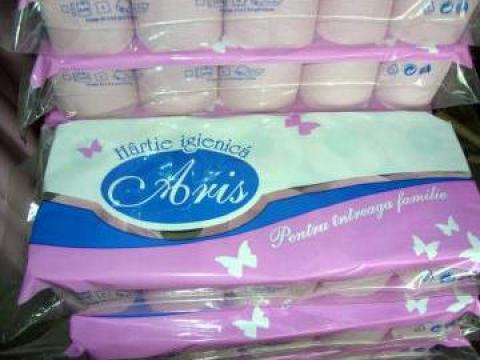 Hârtie igienică
Aris
Pentru întreaga familie